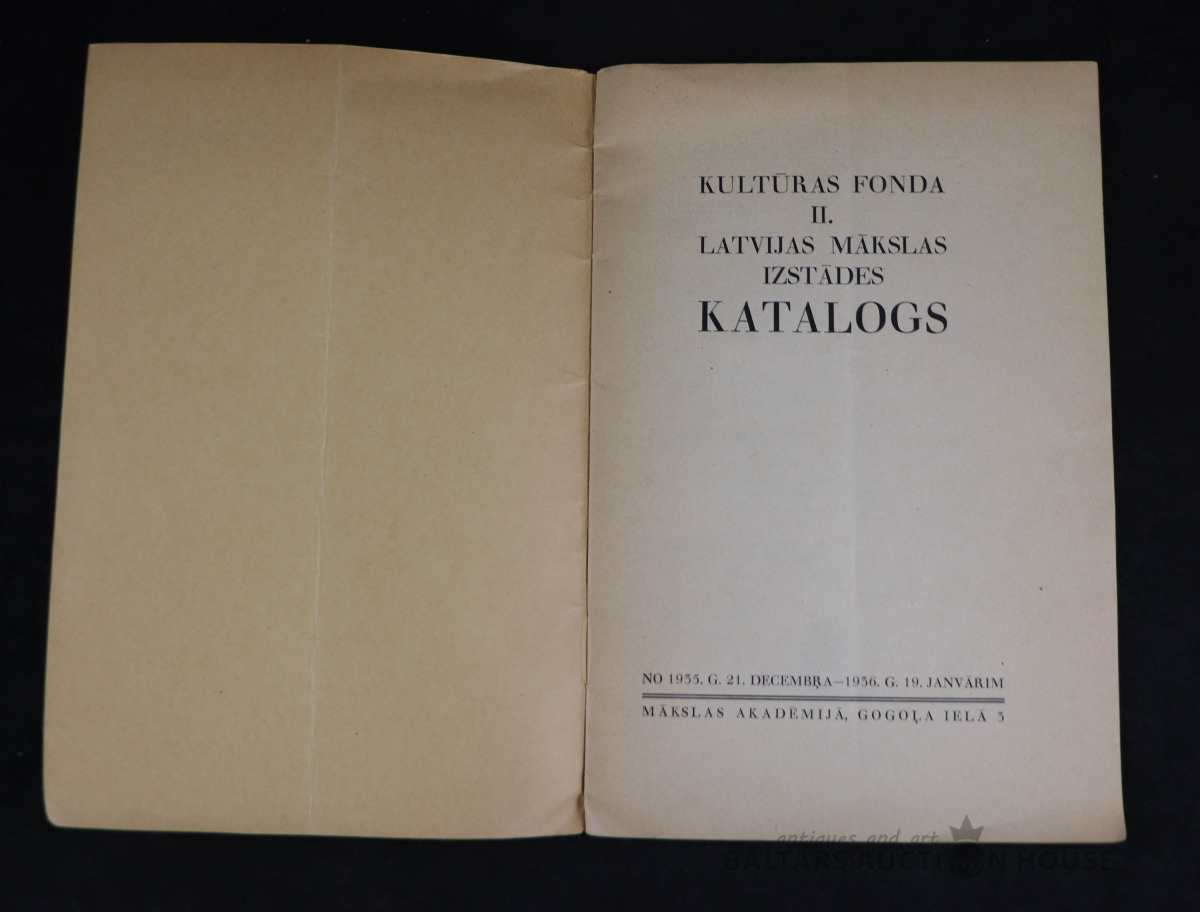 KULTŪRAS FONDA
II.
LATVIJAS MĀKSLAS
IZSTĀDES
KATALOGS
NO 1935. G. 21. DECEMBŖA—1936. G. 19. JANVĀRIM
MĀKSLAS AKADĒMIJĀ, GOGOĻA IELĀ 3
antiques and art
BALTARS AUCTION HOUSE